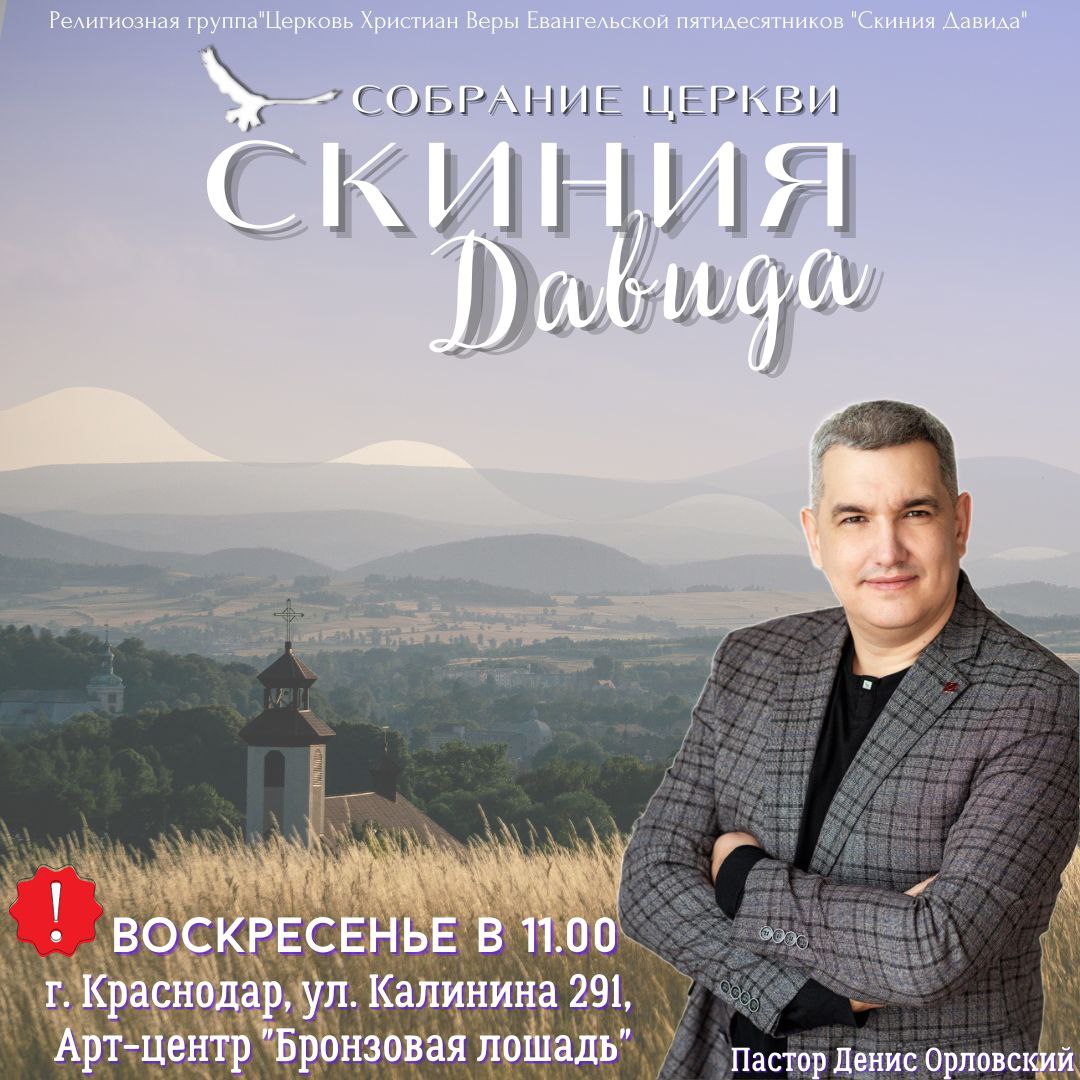 Религиозная группа"Церковь Христиан Веры Евангельской пятидесятников "Скиния Давида"
СОБРАНИЕ ЦЕРКВИ
СКИНИЯ
Давида
!
ВОСКРЕСЕНЬЕ В 11.00
г. Краснодар, ул. Калинина 291,
Арт-центр "Бронзовая лошадь"
Пастор Денис Орловский